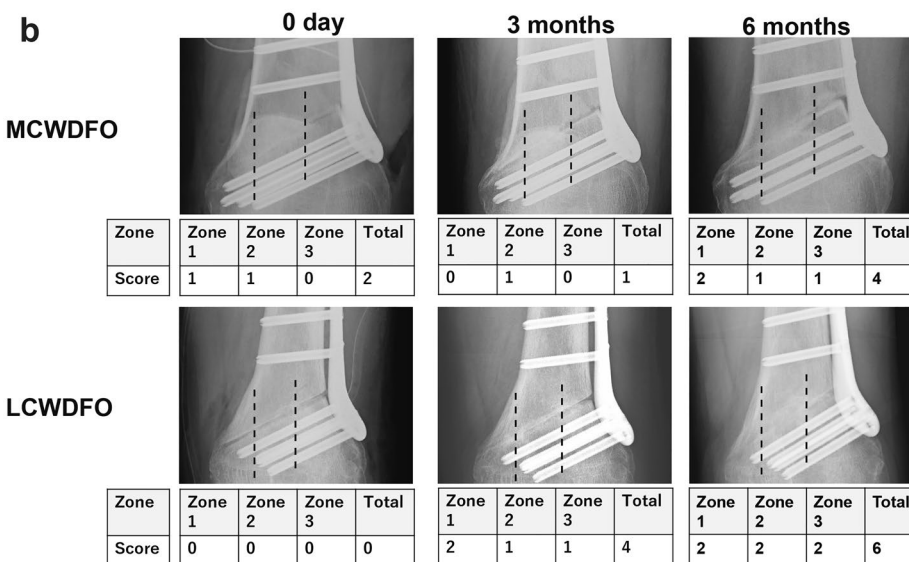 b
0 day 3 months 6 months
MCWDFO
Zone Zone 1 Zone 2 Zone 3 Total Zone 1 Zone 2 Zone 3 Total Zone 1 Zone 2 Zone 3 Total
Score 1 1 0 2 0 1 0 1 2 1 1 4
LCWDFO
Zone Zone 1 Zone 2 Zone 3 Total Zone 1 Zone 2 Zone 3 Total Zone 1 Zone 2 Zone 3 Total
Score 0 0 0 0 2 1 1 4 2 2 2 6